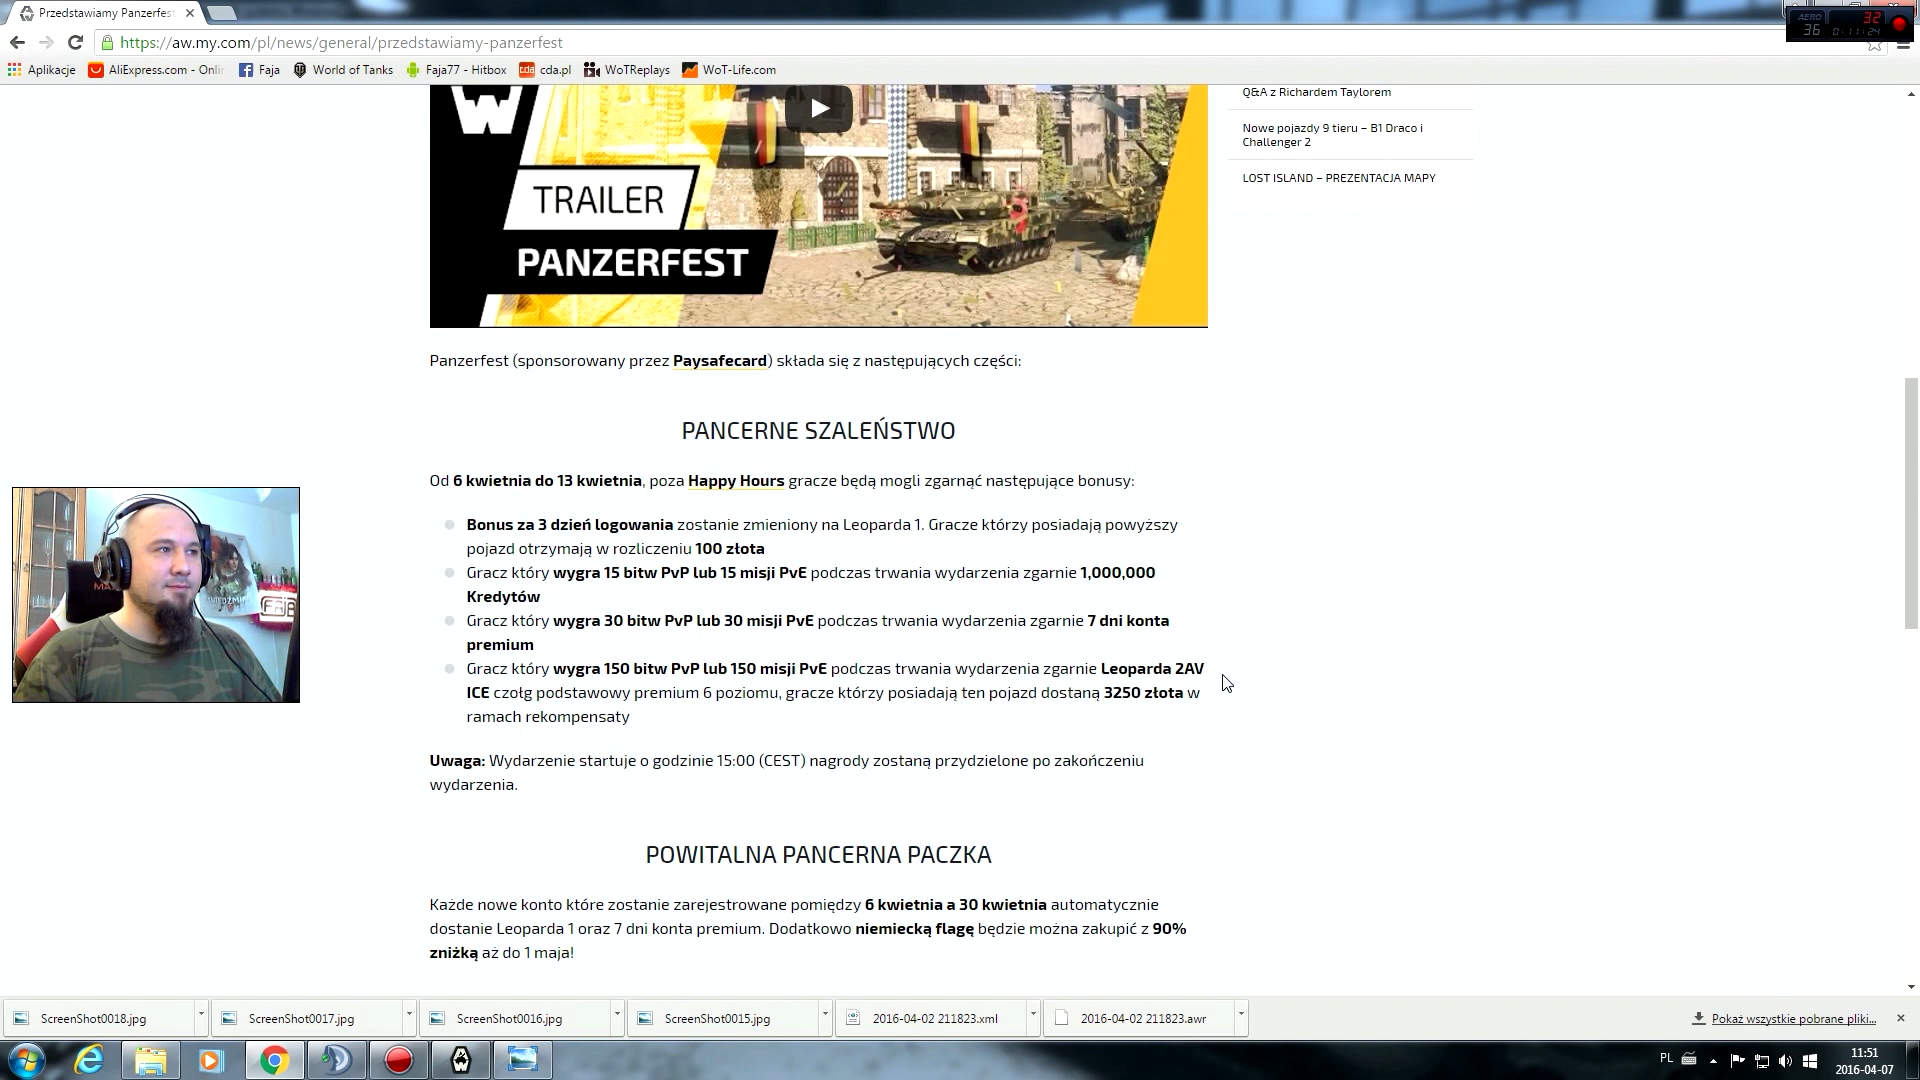 Przedstawiamy Panzerfes
AERO
32
36
0:11:24
https://aw.my.com/pl/news/general/przedstawiamy-panzerfest
Aplikacje
AliExpress.com - Onli
Faja
World of Tanks
Faja77 - Hitbox
cda.pl
WoTReplays
WoT-Life.com
Q&A z Richardem Taylorem
Nowe pojazdy 9 tieru – B1 Draco i
Challenger 2
LOST ISLAND – PREZENTACJA MAPY
TRAILER
PANZERFEST
Panzerfest (sponsorowany przez Paysafecard) składa się z następujących części:
PANCERNE SZALEŃSTWO
Od 6 kwietnia do 13 kwietnia, poza Happy Hours gracze będą mogli zgarnąć następujące bonusy:
Bonus za 3 dzień logowania zostanie zmieniony na Leoparda 1. Gracze którzy posiadają powyższy
pojazd otrzymają w rozliczeniu 100 złota
Gracz który wygra 15 bitw PvP lub 15 misji PvE podczas trwania wydarzenia zgarnie 1,000,000
Kredytów
Gracz który wygra 30 bitw PvP lub 30 misji PvE podczas trwania wydarzenia zgarnie 7 dni konta
premium
Gracz który wygra 150 bitw PvP lub 150 misji PvE podczas trwania wydarzenia zgarnie Leoparda 2AV
ICE czołg podstawowy premium 6 poziomu, gracze którzy posiadają ten pojazd dostaną 3250 złota w
ramach rekompensaty
Uwaga: Wydarzenie startuje o godzinie 15:00 (CEST) nagrody zostaną przydzielone po zakończeniu
wydarzenia.
POWITALNA PANCERNA PACZKA
Każde nowe konto które zostanie zarejestrowane pomiędzy 6 kwietnia a 30 kwietnia automatycznie
dostanie Leoparda 1 oraz 7 dni konta premium. Dodatkowo niemiecką flagę będzie można zakupić z 90%
zniżką aż do 1 maja!
ScreenShot0018.jpg
ScreenShot0017.jpg
ScreenShot0016.jpg
ScreenShot0015.jpg
2016-04-02 211823.xml
2016-04-02 211823.awr
Pokaż wszystkie pobrane pliki...
PL
11:51
2016-04-07